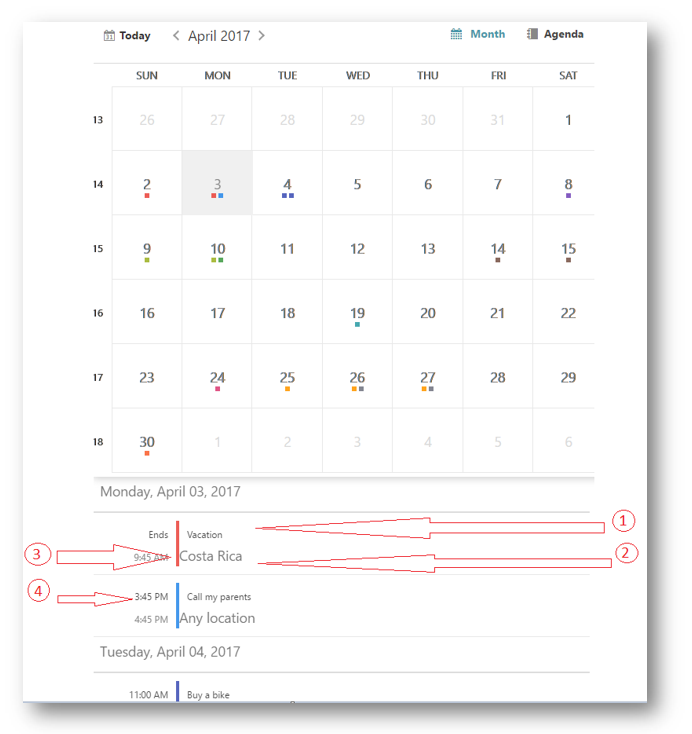 Today < April 2017 > Month Agenda
SUN MON TUE WED THU FRI SAT
13 26 27 28 29 30 31 1
14 2 3 4 5 6 7 8
15 9 10 11 12 13 14 15
16 16 17 18 19 20 21 22
17 23 24 25 26 27 28 29
18 30 1 2 3 4 5 6
Monday, April 03, 2017
1
Ends Vacation
2
3 9:45 AM Costa Rica
4 3:45 PM Call my parents
4:45 PM Any location
Tuesday, April 04, 2017
11:00 AM Buy a bike